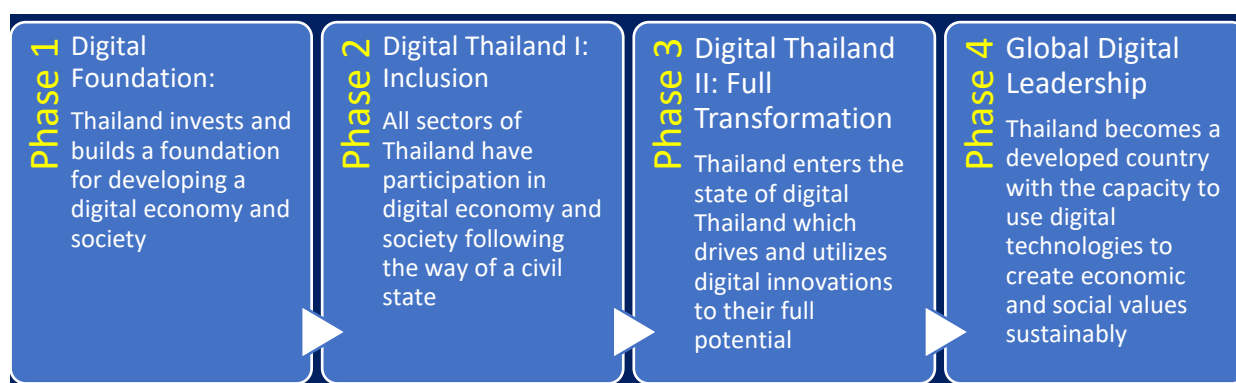 Phase 1
Digital
Foundation:
Thailand invests and
builds a foundation
for developing a
digital economy and
society
Phase 2
Digital Thailand I:
Inclusion
All sectors of
Thailand have
participation in
digital economy and
society following
the way of a civil
state
Phase 3
Digital Thailand
II: Full
Transformation
Thailand enters the
state of digital
Thailand which
drives and utilizes
digital innovations
to their full
potential
Phase 4
Global Digital
Leadership
Thailand becomes a
developed country
with the capacity to
use digital
technologies to
create economic
and social values
sustainably